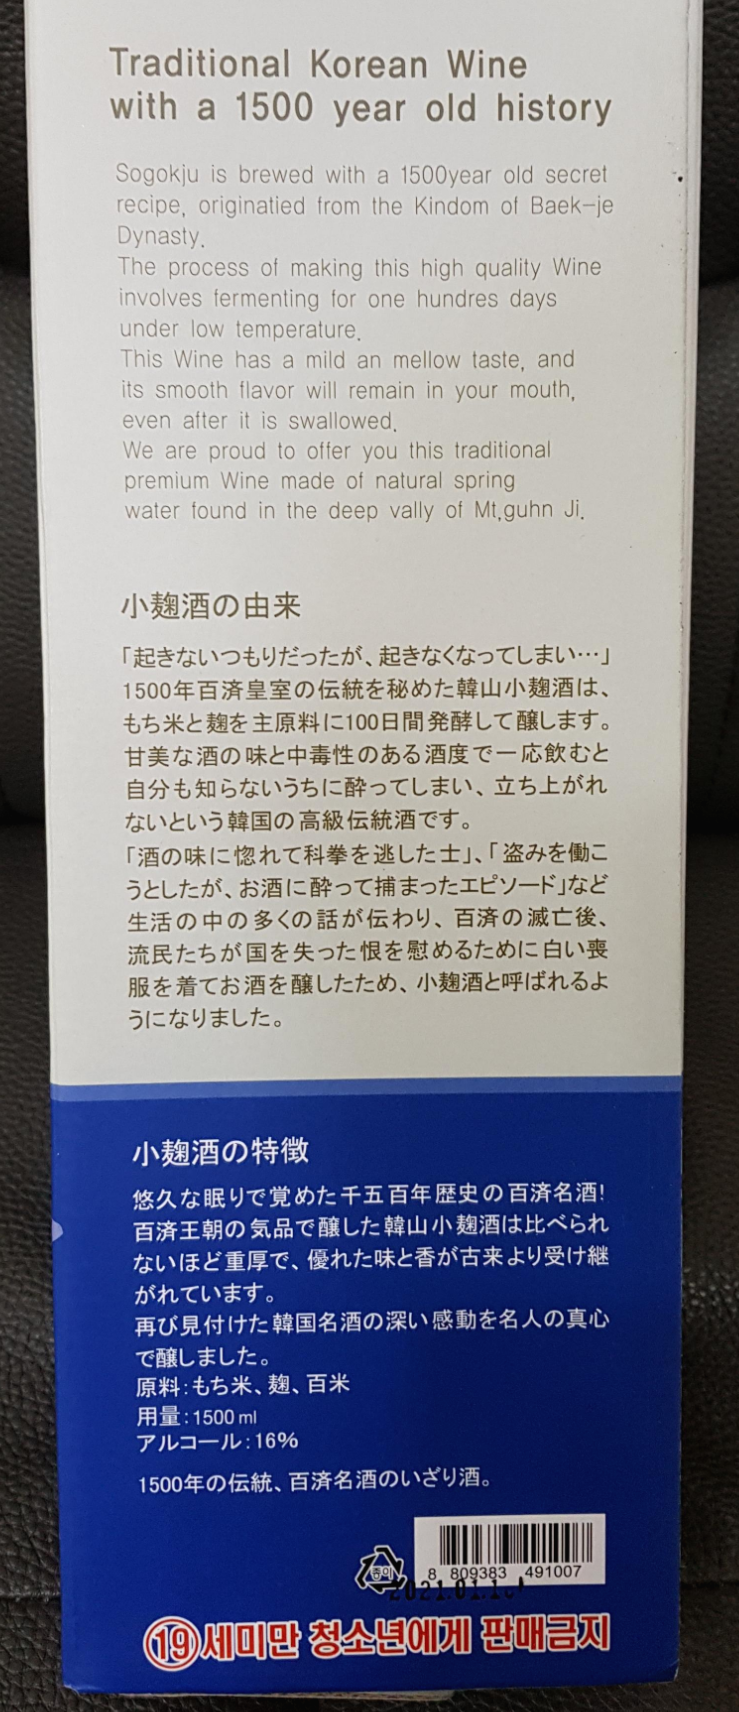 Traditional Korean Wine
with a 1500 year old history
Sogokju is brewed with a 1500year old secret
recipe, originatied from the Kindom of Baek-je
Dynasty.
The process of making this high quality Wine
involves fermenting for one hundres days
under low temperature.
This Wine has a mild an mellow taste, and
its smooth flavor will remain in your mouth,
even after it is swallowed.
We are proud to offer you this traditional
premium Wine made of natural spring
water found in the deep vally of Mt,guhn Ji.
小麹酒の由来
「起きないつもりだったが、起きなくなってしまい…」
1500年百済皇室の伝統を秘めた韓山小麹酒は、
もち米と麹を主原料に100日間発酵して醸します。
甘美な酒の味と中毒性のある酒度で一応飲むと
自分も知らないうちに酔ってしまい、立ち上がれ
ないという韓国の高級伝統酒です。
「酒の味に惚れて科挙を逃した士」、「盗みを働こ
うとしたが、お酒に酔って捕まったエピソード」など
生活の中の多くの話が伝わり、百済の滅亡後、
流民たちが国を失った恨を慰めるために白い喪
服を着てお酒を醸したため、小麹酒と呼ばれるよ
うになりました。
小麹酒の特徴
悠久な眠りで覚めた千五百年歴史の百済名酒!
百済王朝の気品で醸した韓山小麹酒は比べられ
ないほど重厚で、優れた味と香が古来より受け継
がれています。
再び見付けた韓国名酒の深い感動を名人の真心
で醸しました。
原料:もち米、麹、百米
用量:1500ml
アルコール:16%
1500年の伝統、百済名酒のいざり酒。
8 809383 491007
종이
2021.01.1
19세미만 청소년에게 판매금지